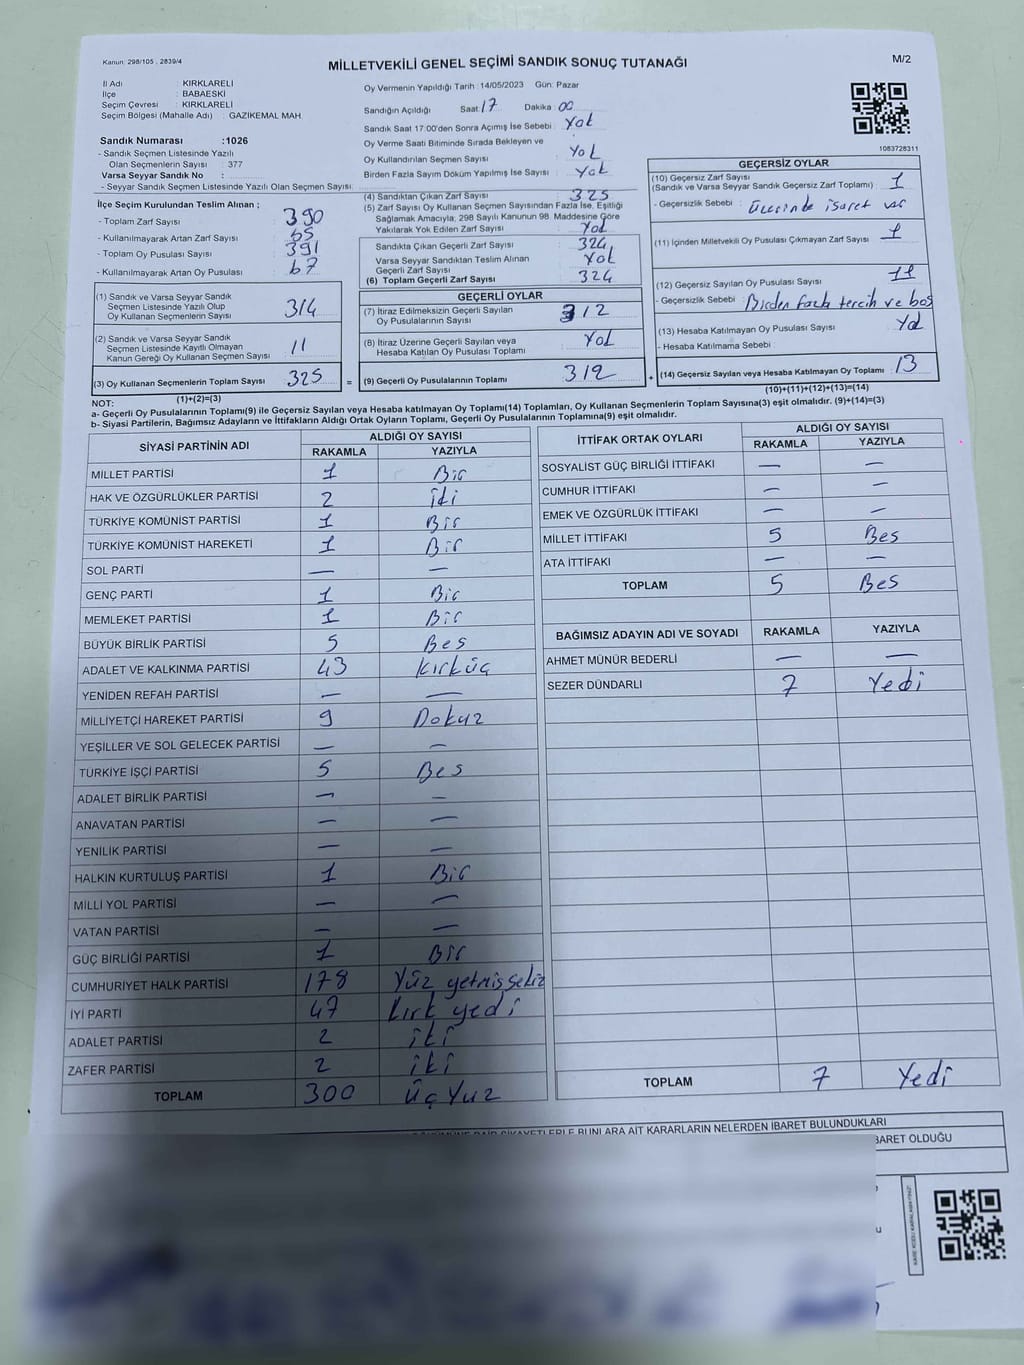 Kanun: 298/105 , 2839/4
MİLLETVEKİLİ GENEL SEÇİMİ SANDIK SONUÇ TUTANAĞI
M/2
İl Adı : KIRKLARELİ
İlçe : BABAESKİ
Seçim Çevresi : KIRKLARELİ
Seçim Bölgesi (Mahalle Adı) : GAZİKEMAL MAH.
Sandık Numarası :1026
- Sandık Seçmen Listesinde Yazılı
Olan Seçmenlerin Sayısı : 377
Varsa Seyyar Sandık No :
- Seyyar Sandık Seçmen Listesinde Yazılı Olan Seçmen Sayısı:
Oy Vermenin Yapıldığı Tarih :14/05/2023 Gün: Pazar
Sandığın Açıldığı Saat: 17 Dakika 00
Sandık Saat 17:00'den Sonra Açımış İse Sebebi : Yok
Oy Verme Saati Bitiminde Sırada Bekleyen ve
Oy Kullandırılan Seçmen Sayısı : Yok
Birden Fazla Sayım Döküm Yapılmış İse Sayısı : Yok
1083728311
İlçe Seçim Kurulundan Teslim Alınan ;
- Toplam Zarf Sayısı : 390
- Kullanılmayarak Artan Zarf Sayısı : 65
- Toplam Oy Pusulası Sayısı : 391
- Kullanılmayarak Artan Oy Pusulası : 67
(1) Sandık ve Varsa Seyyar Sandık
Seçmen Listesinde Yazılı Olup
Oy Kullanan Seçmenlerin Sayısı : 314
(2) Sandık ve Varsa Seyyar Sandık
Seçmen Listesinde Kayıtlı Olmayan
Kanun Gereği Oy Kullanan Seçmen Sayısı : 11
(3) Oy Kullanan Seçmenlerin Toplam Sayısı : 325
(1)+(2)=(3)
(4) Sandıktan Çıkan Zarf Sayısı : 325
(5) Zarf Sayısı Oy Kullanan Seçmen Sayısından Fazla İse, Eşitliği
Sağlamak Amacıyla; 298 Sayılı Kanunun 98. Maddesine Göre
Yakılarak Yok Edilen Zarf Sayısı : Yok
Sandıkta Çıkan Geçerli Zarf Sayısı : 324
Varsa Seyyar Sandıktan Teslim Alınan
Geçerli Zarf Sayısı : Yok
(6) Toplam Geçerli Zarf Sayısı : 324
GEÇERLİ OYLAR
(7) İtiraz Edilmeksizin Geçerli Sayılan
Oy Pusulalarının Sayısı : 312
(8) İtiraz Üzerine Geçerli Sayılan veya
Hesaba Katılan Oy Pusulası Toplamı : Yok
= (9) Geçerli Oy Pusulalarının Toplamı : 312
GEÇERSİZ OYLAR
(10) Geçersiz Zarf Sayısı
(Sandık ve Varsa Seyyar Sandık Geçersiz Zarf Toplamı) : 1
- Geçersizlik Sebebi : üzerinde işaret var
(11) İçinden Milletvekili Oy Pusulası Çıkmayan Zarf Sayısı : 1
(12) Geçersiz Sayılan Oy Pusulası Sayısı : 11
- Geçersizlik Sebebi : Birden fazla tercih ve boş
(13) Hesaba Katılmayan Oy Pusulası Sayısı : Yok
- Hesaba Katılmama Sebebi
+ (14) Geçersiz Sayılan veya Hesaba Katılmayan Oy Toplamı : 13
(10)+(11)+(12)+(13)=(14)
NOT:
a- Geçerli Oy Pusulalarının Toplamı(9) ile Geçersiz Sayılan veya Hesaba katılmayan Oy Toplamı(14) Toplamları, Oy Kullanan Seçmenlerin Toplam Sayısına(3) eşit olmalıdır. (9)+(14)=(3)
b- Siyasi Partilerin, Bağımsız Adayların ve İttifakların Aldığı Ortak Oyların Toplamı, Geçerli Oy Pusulalarının Toplamına(9) eşit olmalıdır.
SİYASİ PARTİNİN ADI ALDIĞI OY SAYISI
RAKAMLA YAZIYLA
MİLLET PARTİSİ 1 Bir
HAK VE ÖZGÜRLÜKLER PARTİSİ 2 iki
TÜRKİYE KOMÜNİST PARTİSİ 1 Bir
TÜRKİYE KOMÜNİST HAREKETİ 1 Bir
SOL PARTİ — —
GENÇ PARTİ 1 Bir
MEMLEKET PARTİSİ 1 Bir
BÜYÜK BİRLİK PARTİSİ 5 Bes
ADALET VE KALKINMA PARTİSİ 43 kırküç
YENİDEN REFAH PARTİSİ — —
MİLLİYETÇİ HAREKET PARTİSİ 9 Dokuz
YEŞİLLER VE SOL GELECEK PARTİSİ — —
TÜRKİYE İŞÇİ PARTİSİ 5 Bes
ADALET BİRLİK PARTİSİ — —
ANAVATAN PARTİSİ — —
YENİLİK PARTİSİ — —
HALKIN KURTULUŞ PARTİSİ 1 Bir
MİLLİ YOL PARTİSİ — —
VATAN PARTİSİ — —
GÜÇ BİRLİĞİ PARTİSİ 1 Bir
CUMHURİYET HALK PARTİSİ 178 Yüz yetmişsekiz
İYİ PARTİ 47 kırk yedi
ADALET PARTİSİ 2 iki
ZAFER PARTİSİ 2 iki
TOPLAM 300 üç yuz
İTTİFAK ORTAK OYLARI ALDIĞI OY SAYISI
RAKAMLA YAZIYLA
SOSYALİST GÜÇ BİRLİĞİ İTTİFAKI — —
CUMHUR İTTİFAKI — —
EMEK VE ÖZGÜRLÜK İTTİFAKI — —
MİLLET İTTİFAKI 5 Bes
ATA İTTİFAKI — —
TOPLAM 5 Bes
BAĞIMSIZ ADAYIN ADI VE SOYADI RAKAMLA YAZIYLA
AHMET MÜNÜR BEDERLİ — —
SEZER DÜNDARLI 7 Yedi
TOPLAM 7 Yedi
ARA AİT KARARLARIN NELERDEN İBARET BULUNDUKLARI
BARET OLDUĞU